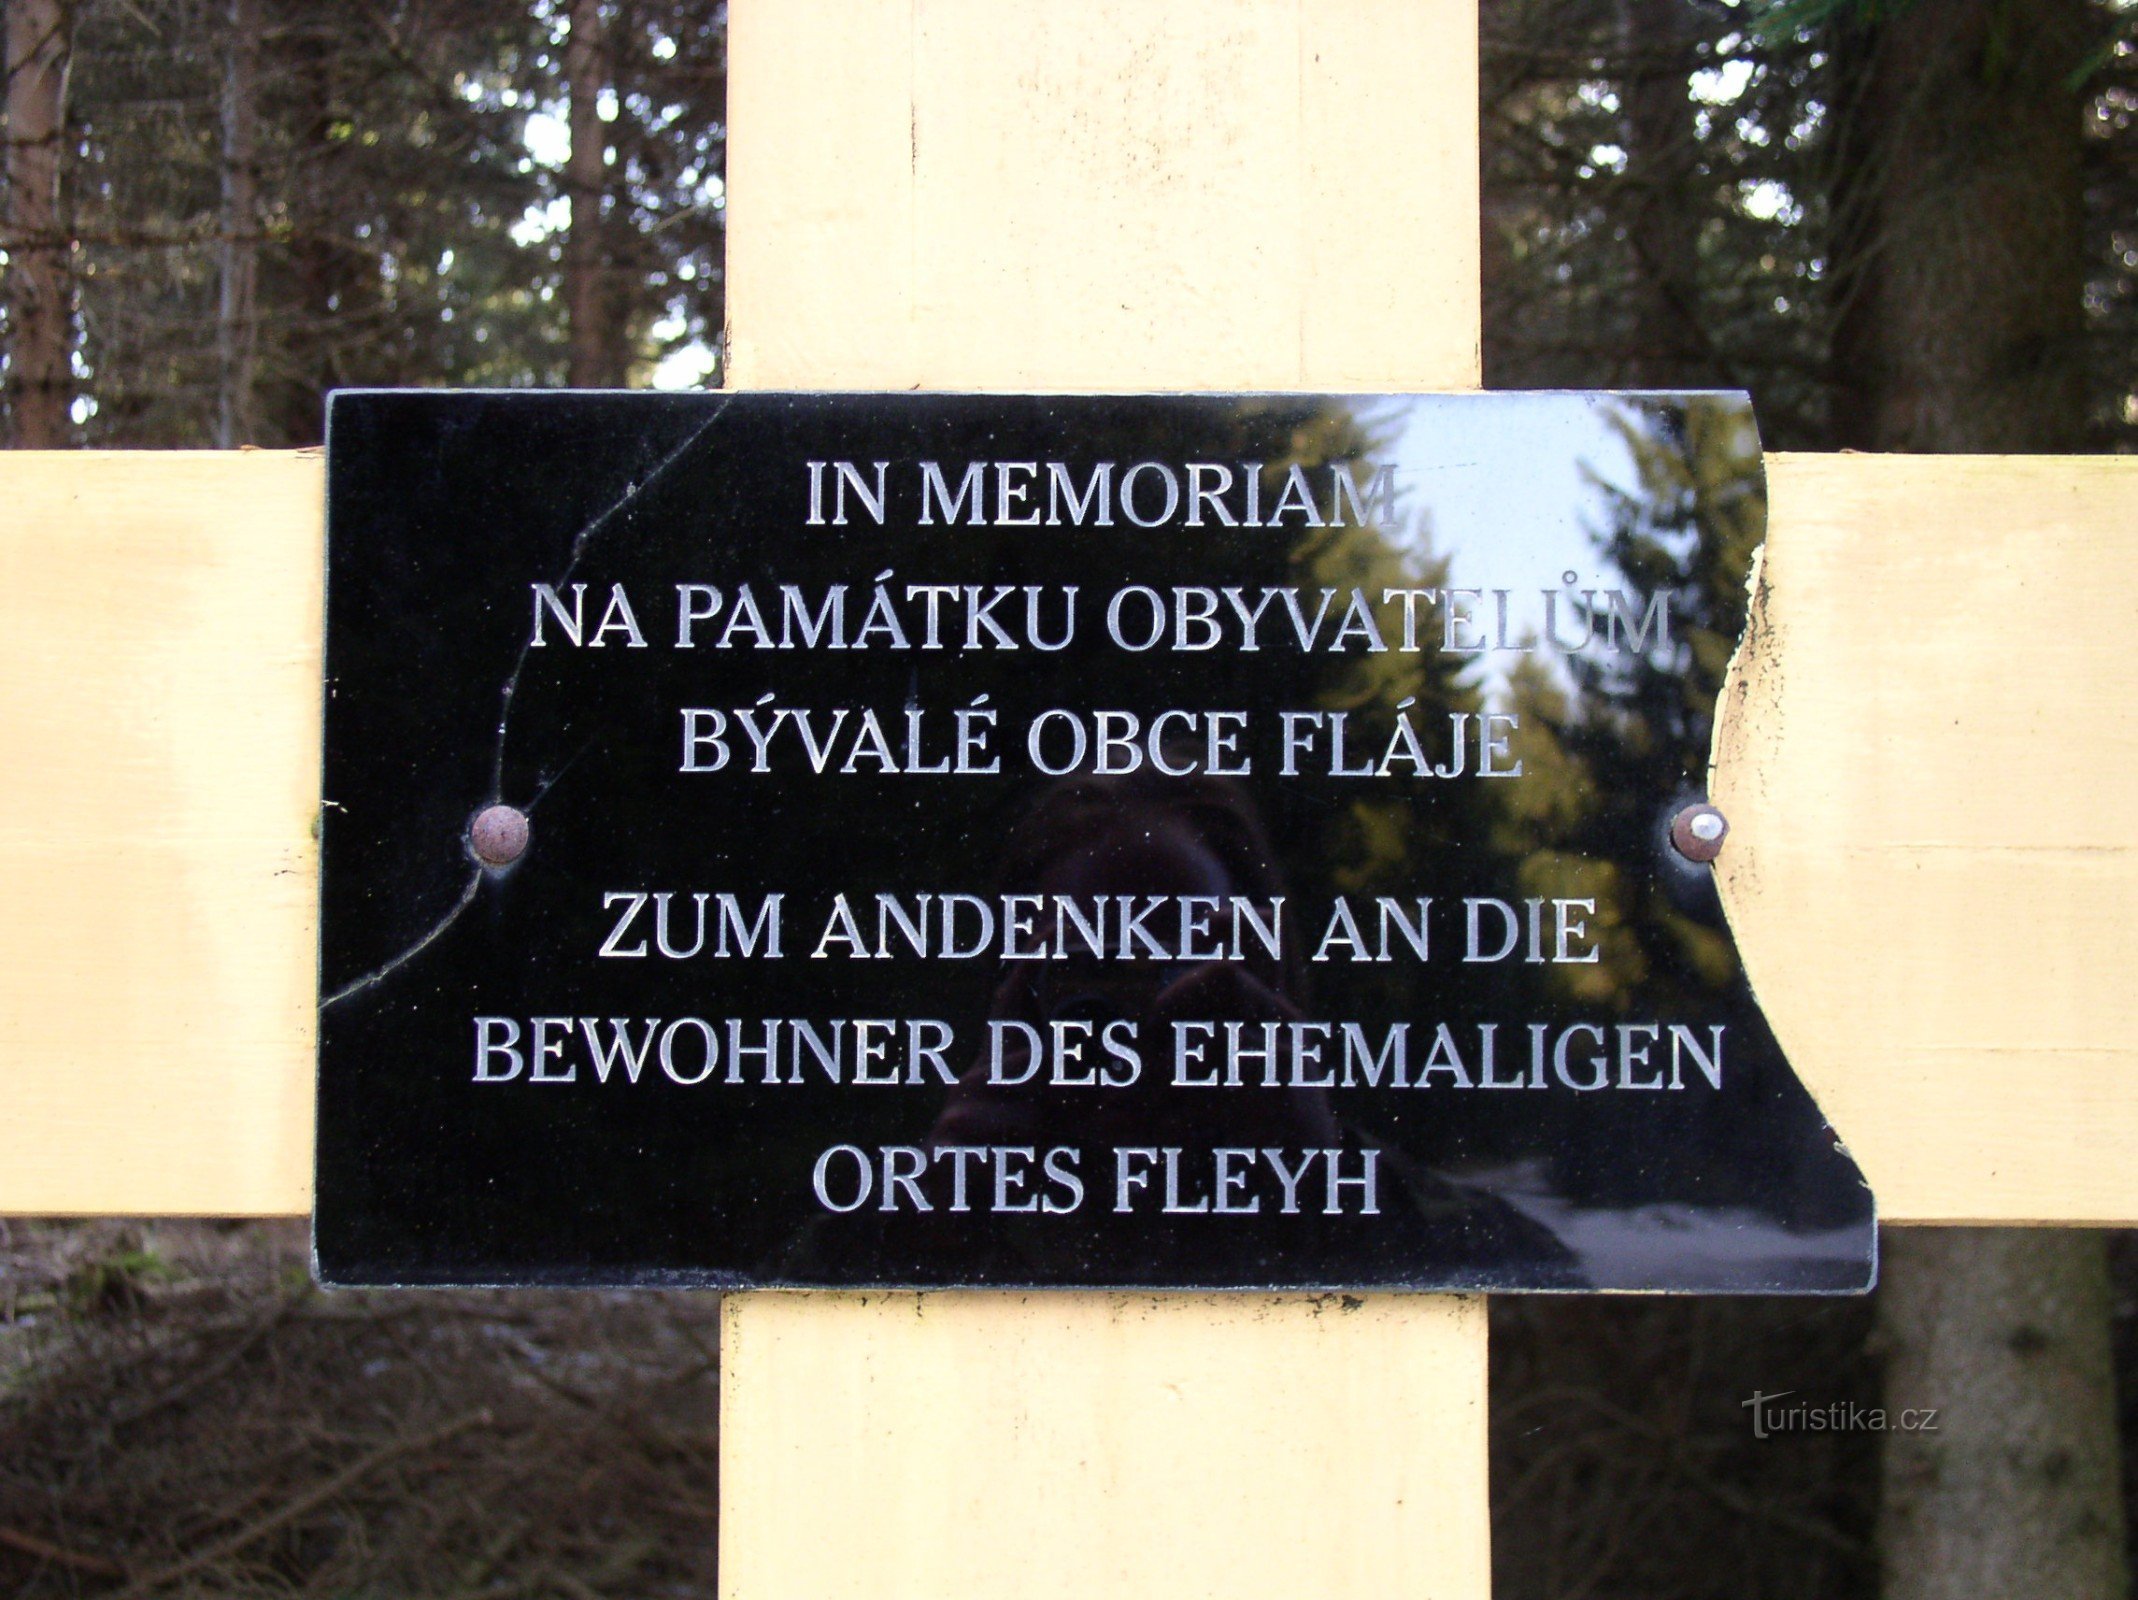 IN MEMORIAM
NA PAMÁTKU OBYVATELŮM
BÝVALÉ OBCE FLÁJE
ZUM ANDENKEN AN DIE
BEWOHNER DES EHEMALIGEN
ORTES FLEYH
Turistika.cz